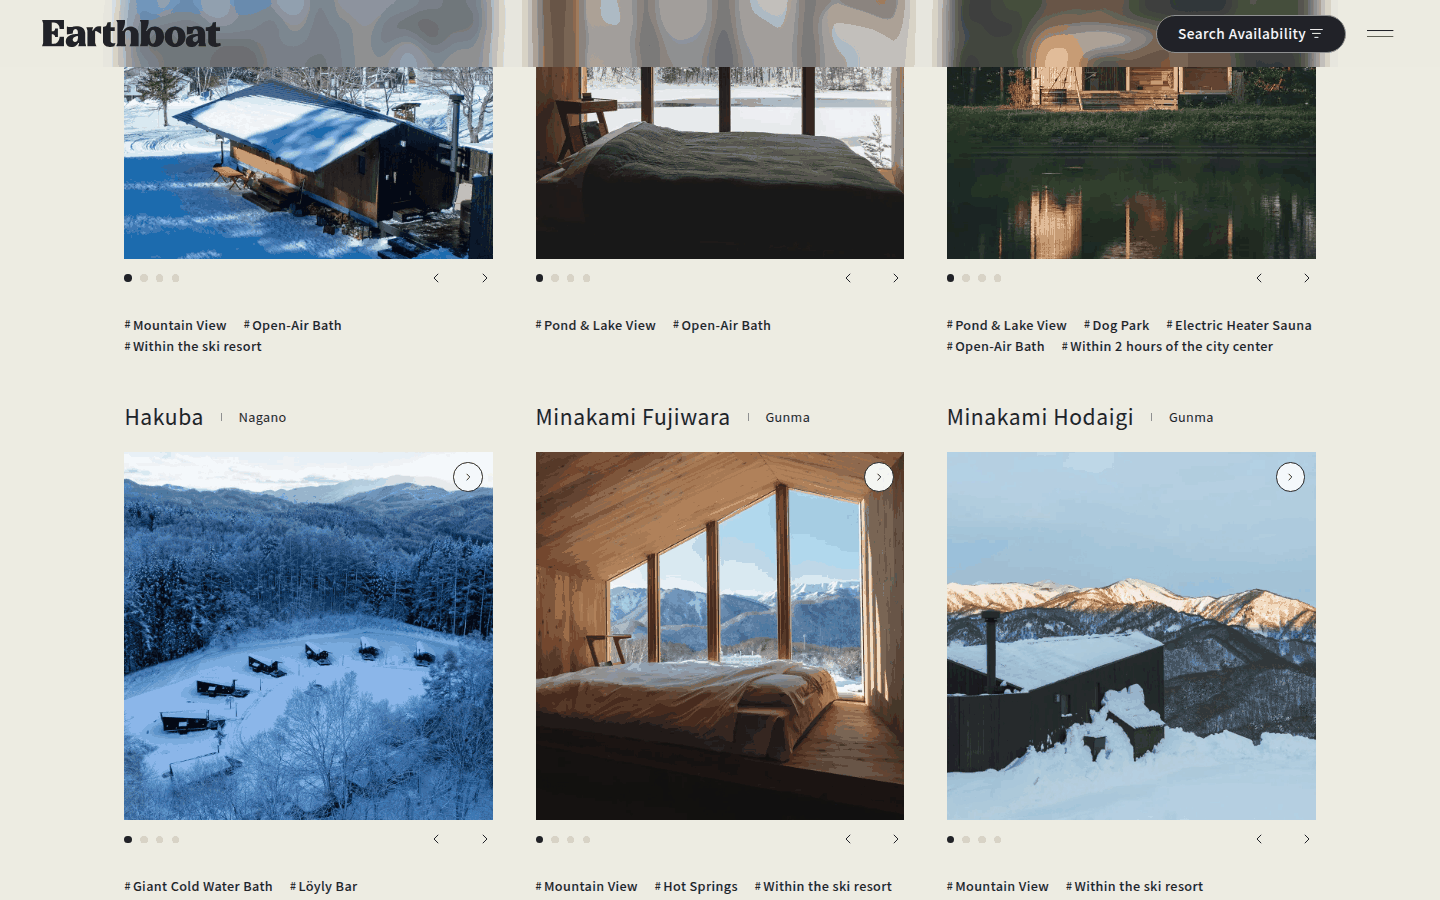 Earthboat
Search Availability
# Mountain View # Open-Air Bath
# Within the ski resort
# Pond & Lake View # Open-Air Bath
# Pond & Lake View # Dog Park # Electric Heater Sauna
# Open-Air Bath # Within 2 hours of the city center
Hakuba Nagano
Minakami Fujiwara Gunma
Minakami Hodaigi Gunma
# Giant Cold Water Bath # Löyly Bar
# Mountain View # Hot Springs # Within the ski resort
# Mountain View # Within the ski resort